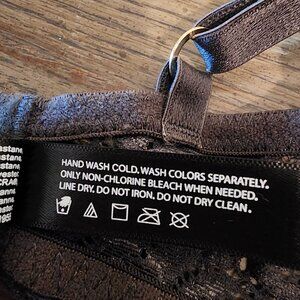 HAND WASH COLD. WASH COLORS SEPARATELY.
ONLY NON-CHLORINE BLEACH WHEN NEEDED.
LINE DRY. DO NOT IRON. DO NOT DRY CLEAN.